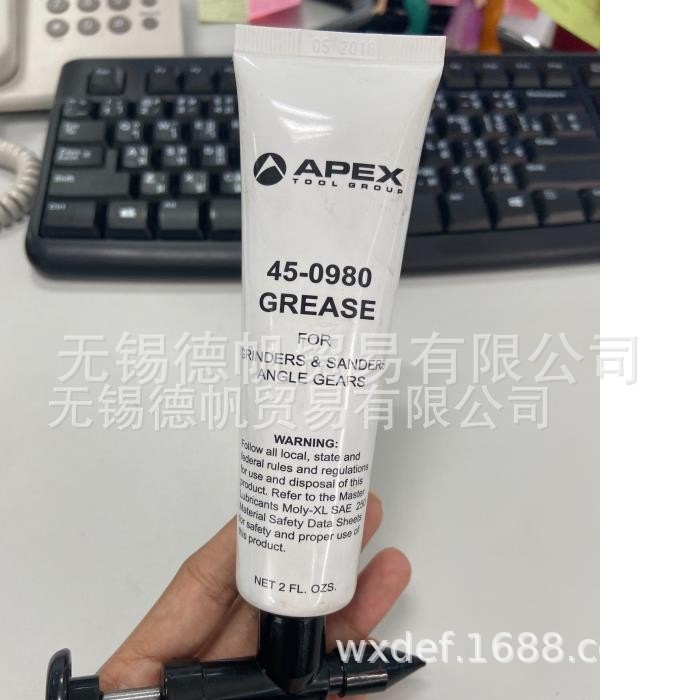 05 2018
APEX
TOOL GROUP
45-0980
GREASE
FOR
GRINDERS & SANDERS
ANGLE GEARS
无锡德帆贸易有限公司
无锡德帆贸易有限公司
WARNING:
Follow all local, state and
federal rules and regulations
for use and disposal of this
product. Refer to the Master
Lubricants Moly-XL SAE 250
Material Safety Data Sheets
for safety and proper use of
this product.
NET 2 FL. OZS.
wxdef.1688.co